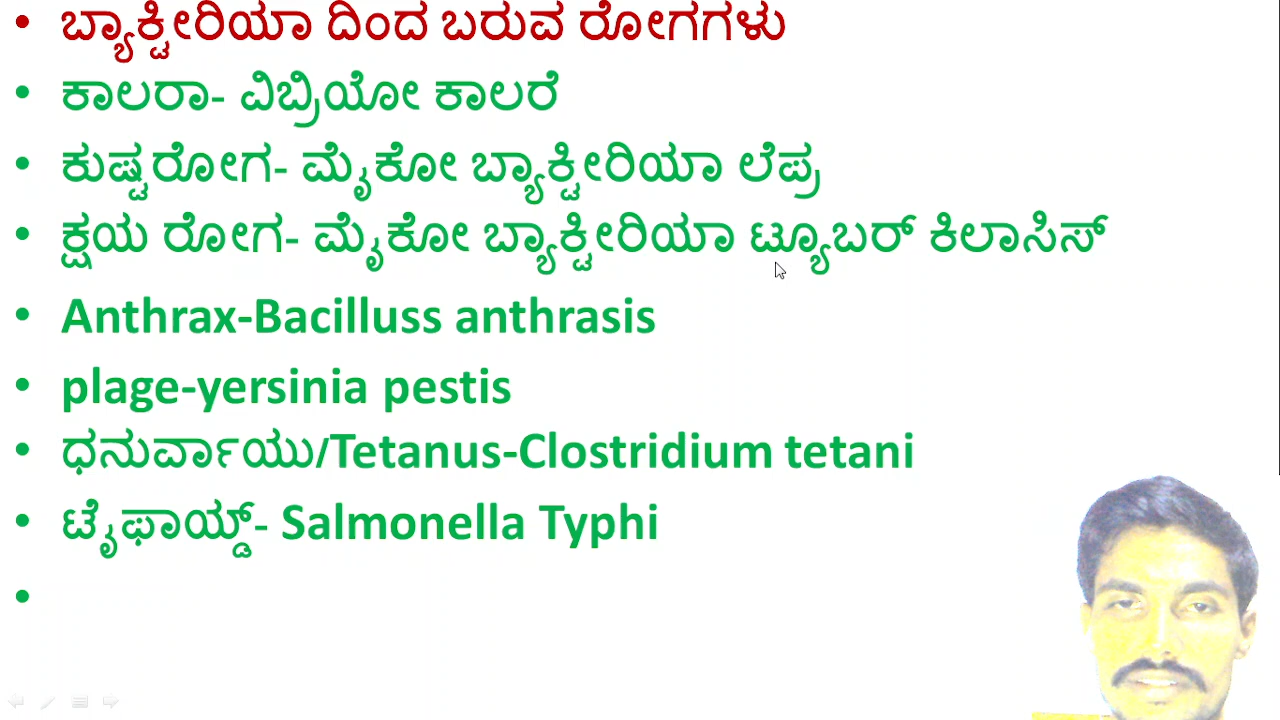 ಬ್ಯಾಕ್ಟೀರಿಯಾ ದಿಂದ ಬರುವ ರೋಗಗಳು
ಕಾಲರಾ- ವಿಬ್ರಿಯೋ ಕಾಲರೆ
ಕುಷ್ಟರೋಗ- ಮೈಕೋ ಬ್ಯಾಕ್ಟೀರಿಯಾ ಲೆಪ್ರ
ಕ್ಷಯ ರೋಗ- ಮೈಕೋ ಬ್ಯಾಕ್ಟೀರಿಯಾ ಟ್ಯೂಬರ್ ಕಿಲಾಸಿಸ್
Anthrax-Bacilluss anthrasis
plage-yersinia pestis
ಧನುರ್ವಾಯು/Tetanus-Clostridium tetani
ಟೈಫಾಯ್ಡ್- Salmonella Typhi